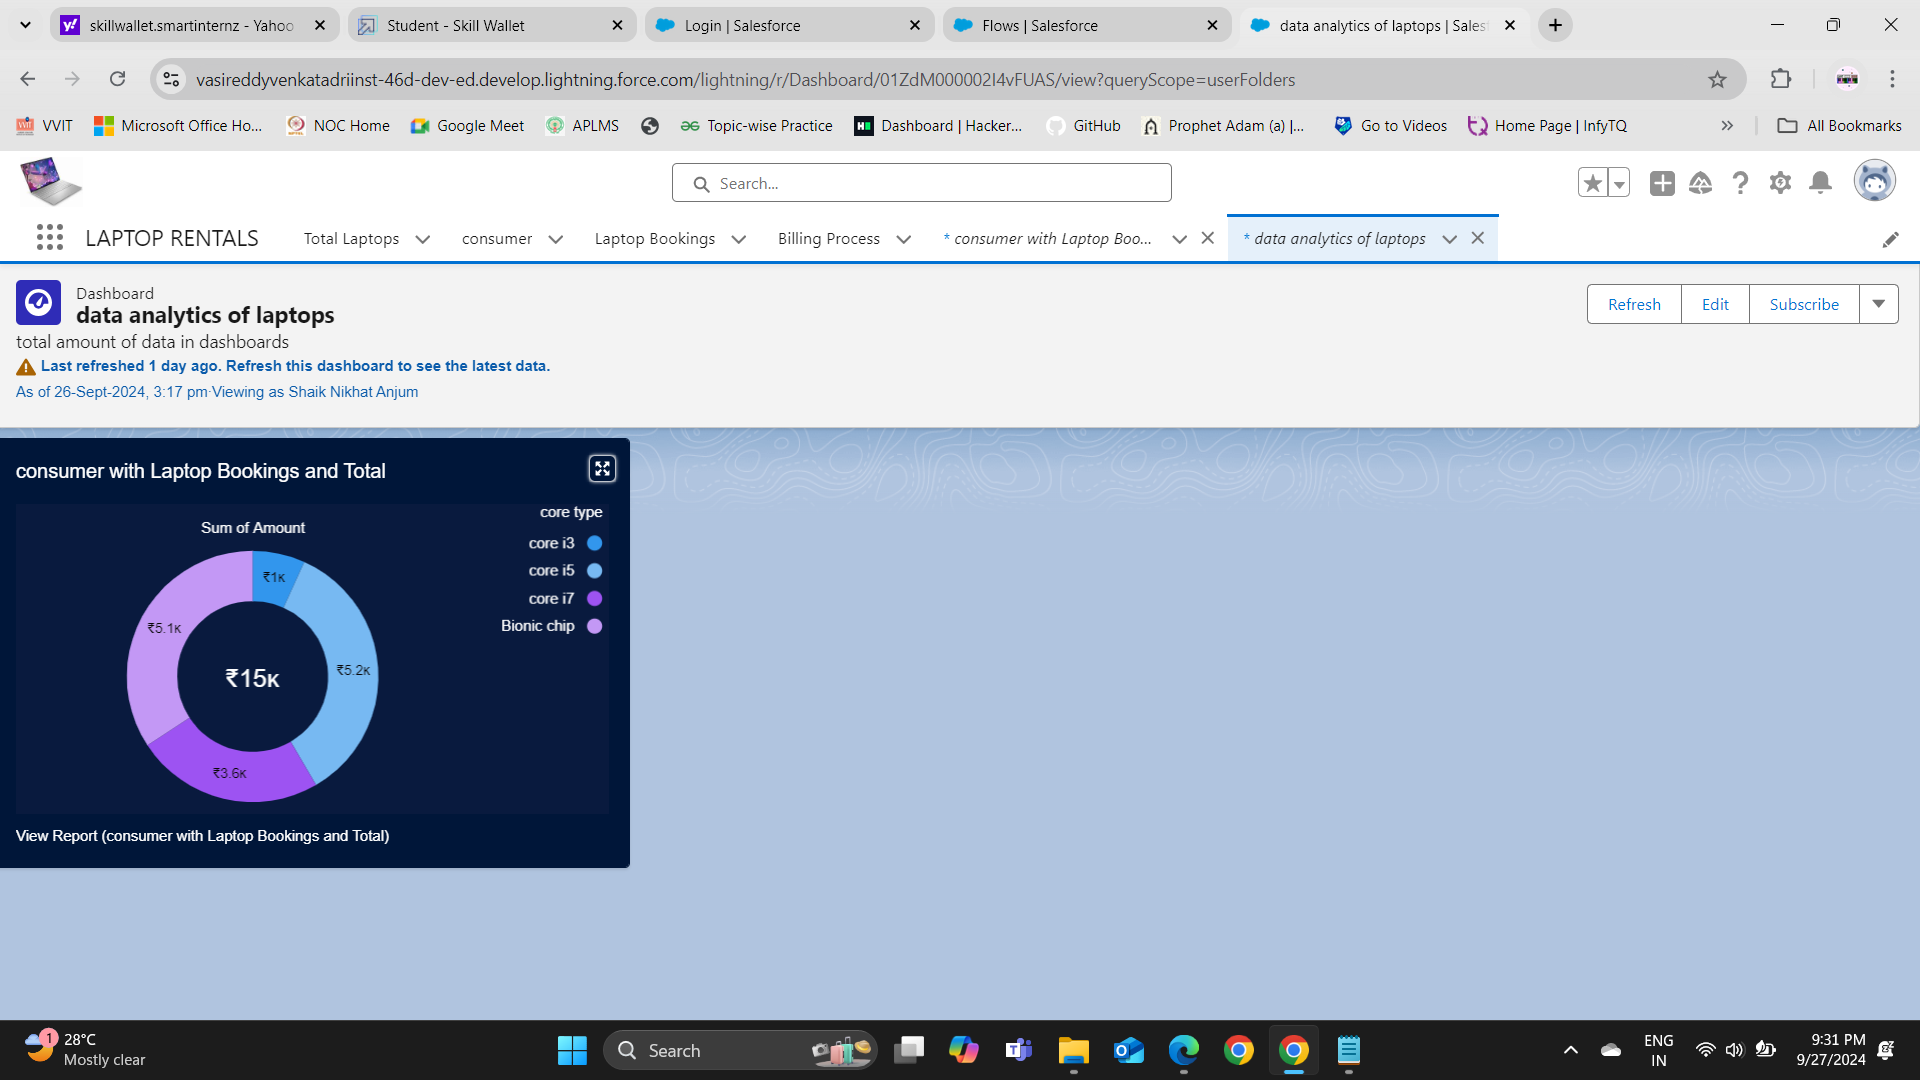 skillwallet.smartinternz - Yahoo
Student - Skill Wallet
Login | Salesforce
Flows | Salesforce
data analytics of laptops | Sales
vasireddyvenkatadriinst-46d-dev-ed.develop.lightning.force.com/lightning/r/Dashboard/01ZdM000002I4vFUAS/view?queryScope=userFolders
VVIT
Microsoft Office Ho...
NOC Home
Google Meet
APLMS
Topic-wise Practice
Dashboard | Hacker...
GitHub
Prophet Adam (a) |...
Go to Videos
Home Page | InfyTQ
All Bookmarks
Search...
LAPTOP RENTALS
Total Laptops
consumer
Laptop Bookings
Billing Process
* consumer with Laptop Boo...
* data analytics of laptops
Dashboard
data analytics of laptops
total amount of data in dashboards
Last refreshed 1 day ago. Refresh this dashboard to see the latest data.
As of 26-Sept-2024, 3:17 pm·Viewing as Shaik Nikhat Anjum
Refresh
Edit
Subscribe
consumer with Laptop Bookings and Total
Sum of Amount
core type
core i3
core i5
core i7
Bionic chip
₹1K
₹5.1K
₹5.2K
₹15K
₹3.6K
View Report (consumer with Laptop Bookings and Total)
1
28°C
Mostly clear
Search
ENG
IN
9:31 PM
9/27/2024